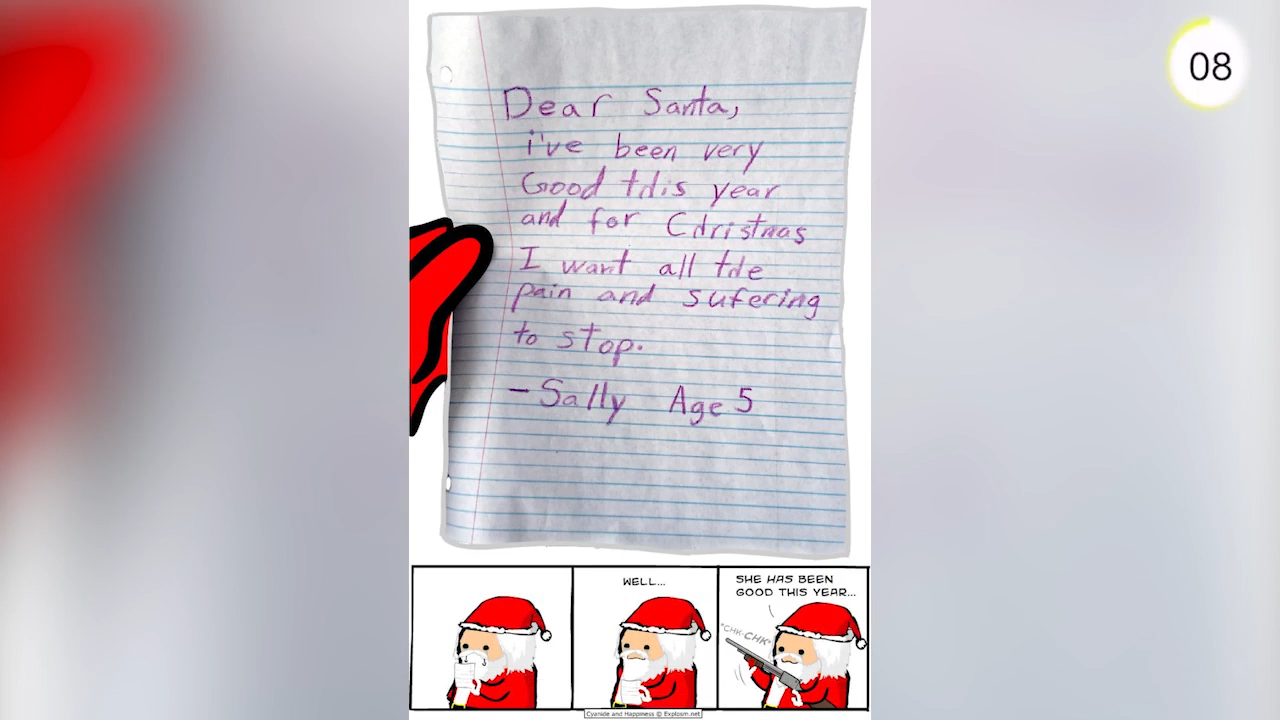 08
Dear Santa,
i've been very
Good tdis year
and for Cdristmas
I want all tde
pain and sufering
to stop.
-Sally Age 5
WELL...
SHE HAS BEEN
GOOD THIS YEAR...
*CHK-CHK*
Cyanide and Happiness © Explosm.net